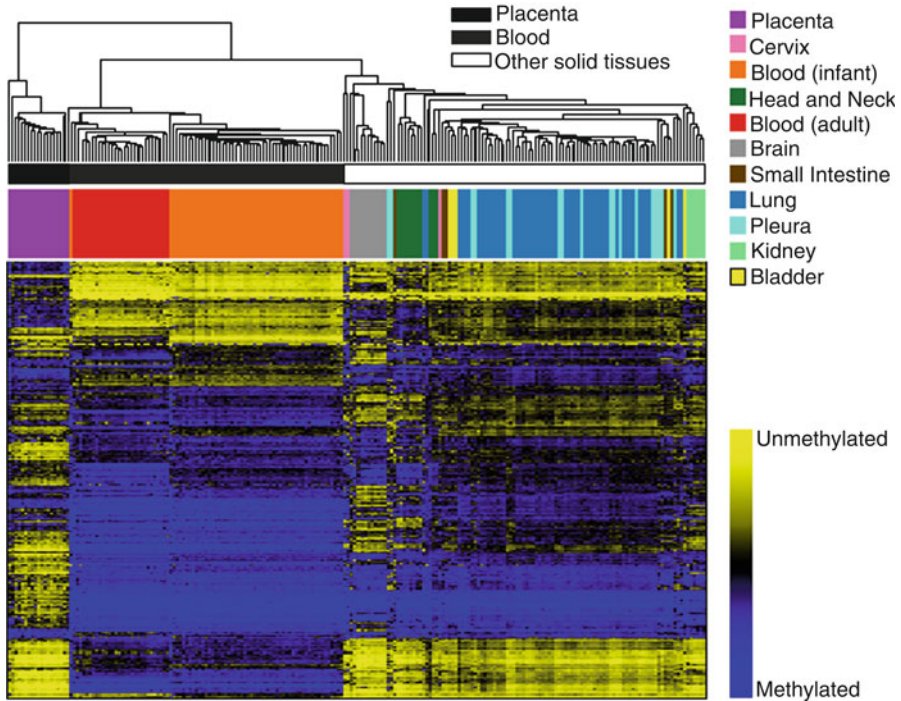 Placenta
Blood
Other solid tissues
Placenta
Cervix
Blood (infant)
Head and Neck
Blood (adult)
Brain
Small Intestine
Lung
Pleura
Kidney
Bladder
Unmethylated
Methylated